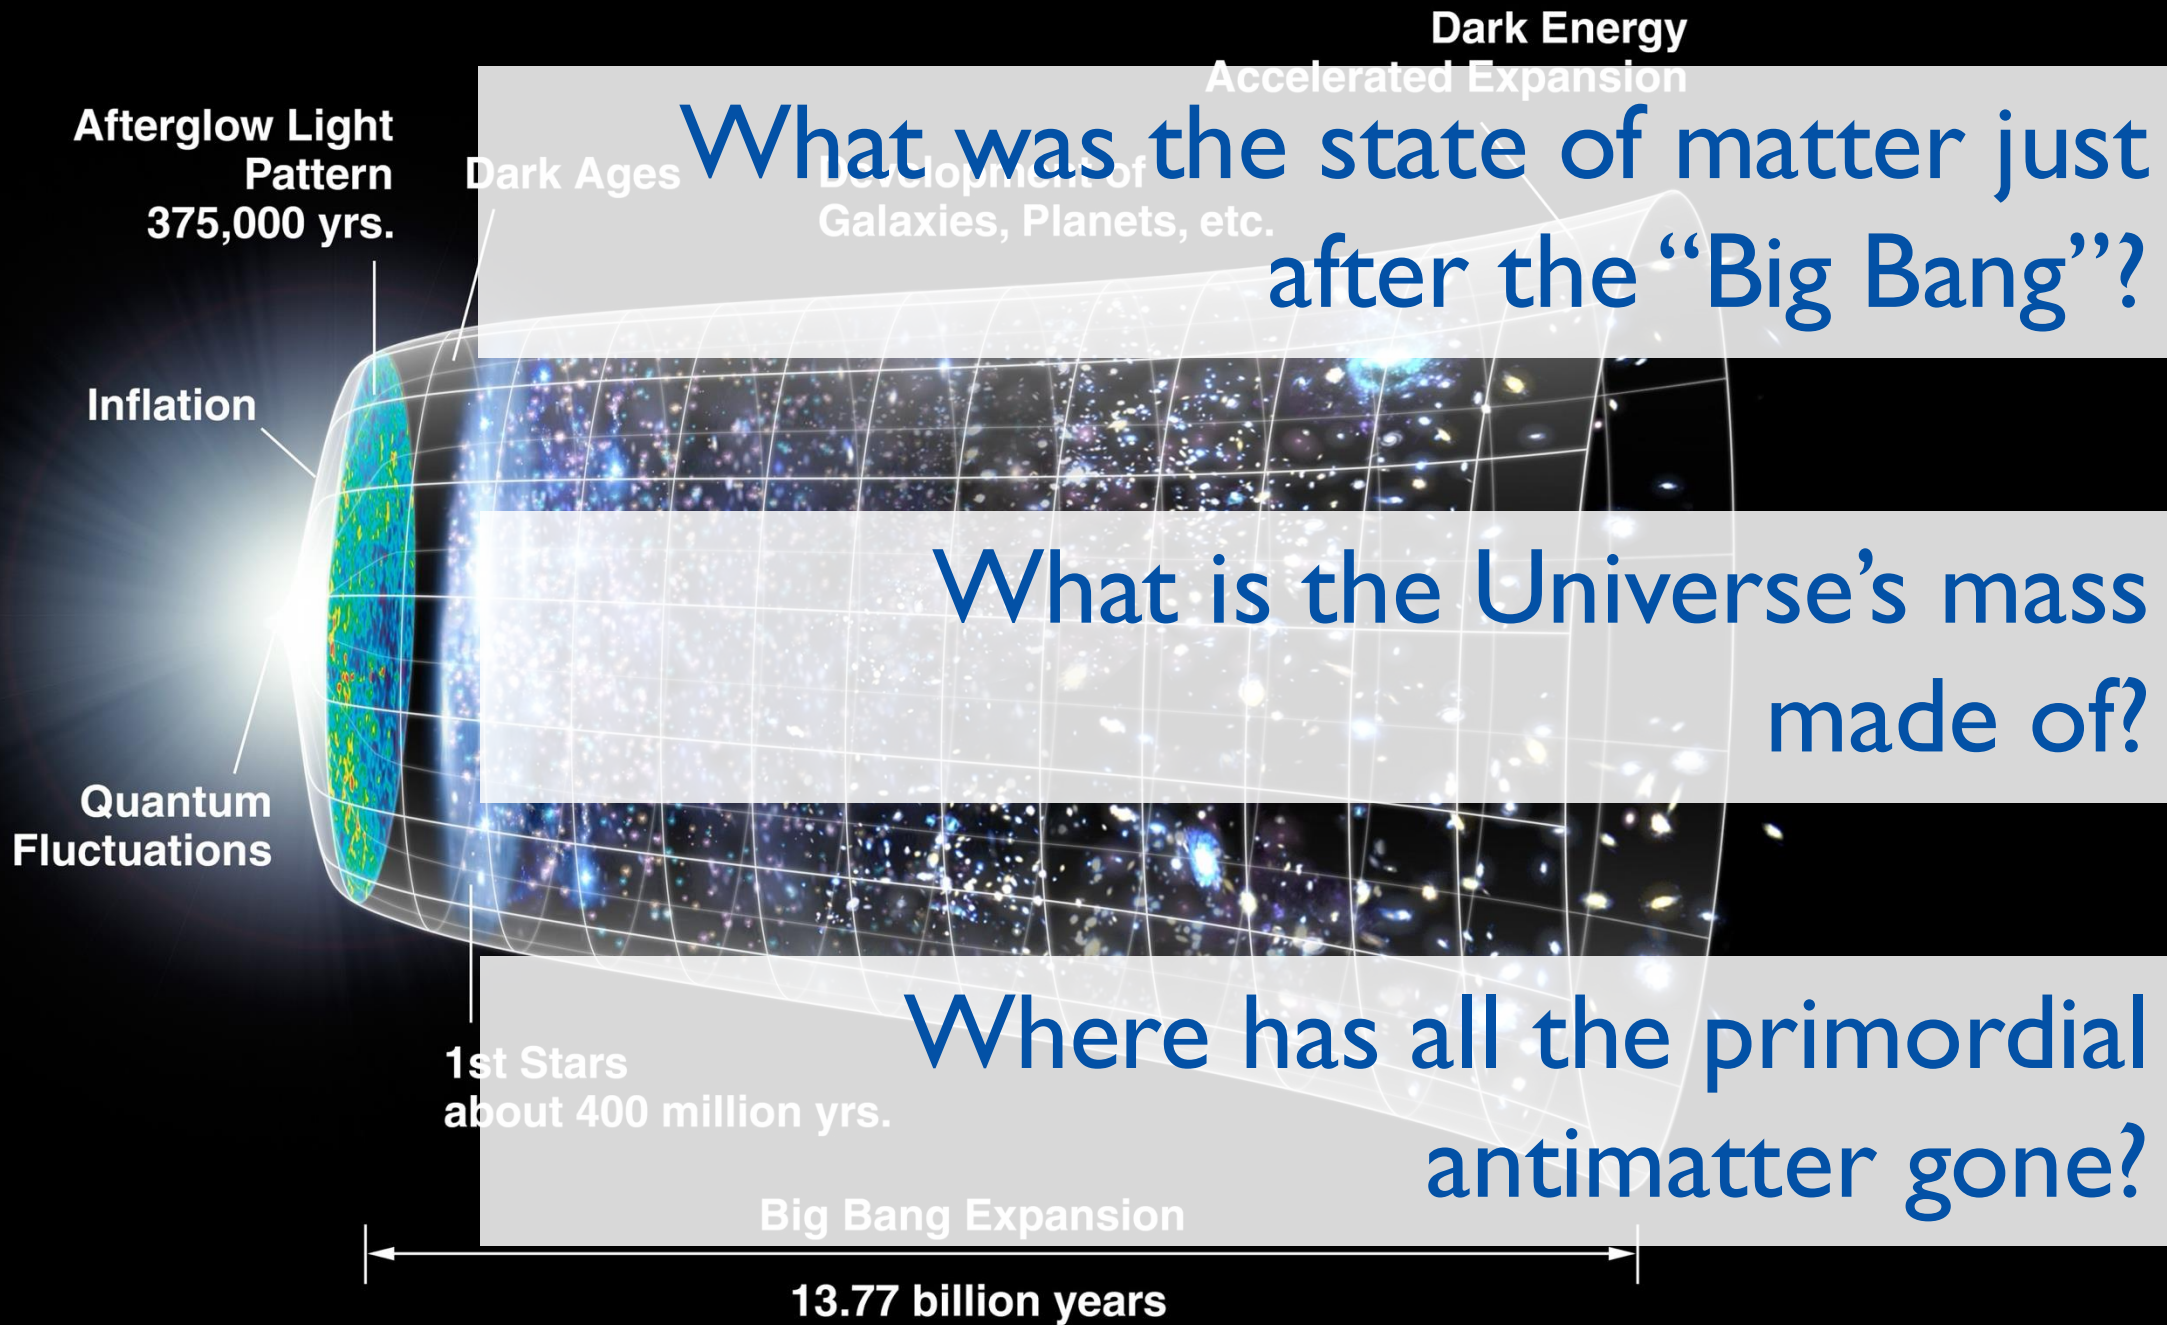 Dark Energy
Accelerated Expansion
Afterglow Light
Pattern
375,000 yrs.
Dark Ages
Development of
Galaxies, Planets, etc.
What was the state of matter just
after the “Big Bang”?
Inflation
What is the Universe’s mass
made of?
Quantum
Fluctuations
Where has all the primordial
antimatter gone?
1st Stars
about 400 million yrs.
Big Bang Expansion
13.77 billion years